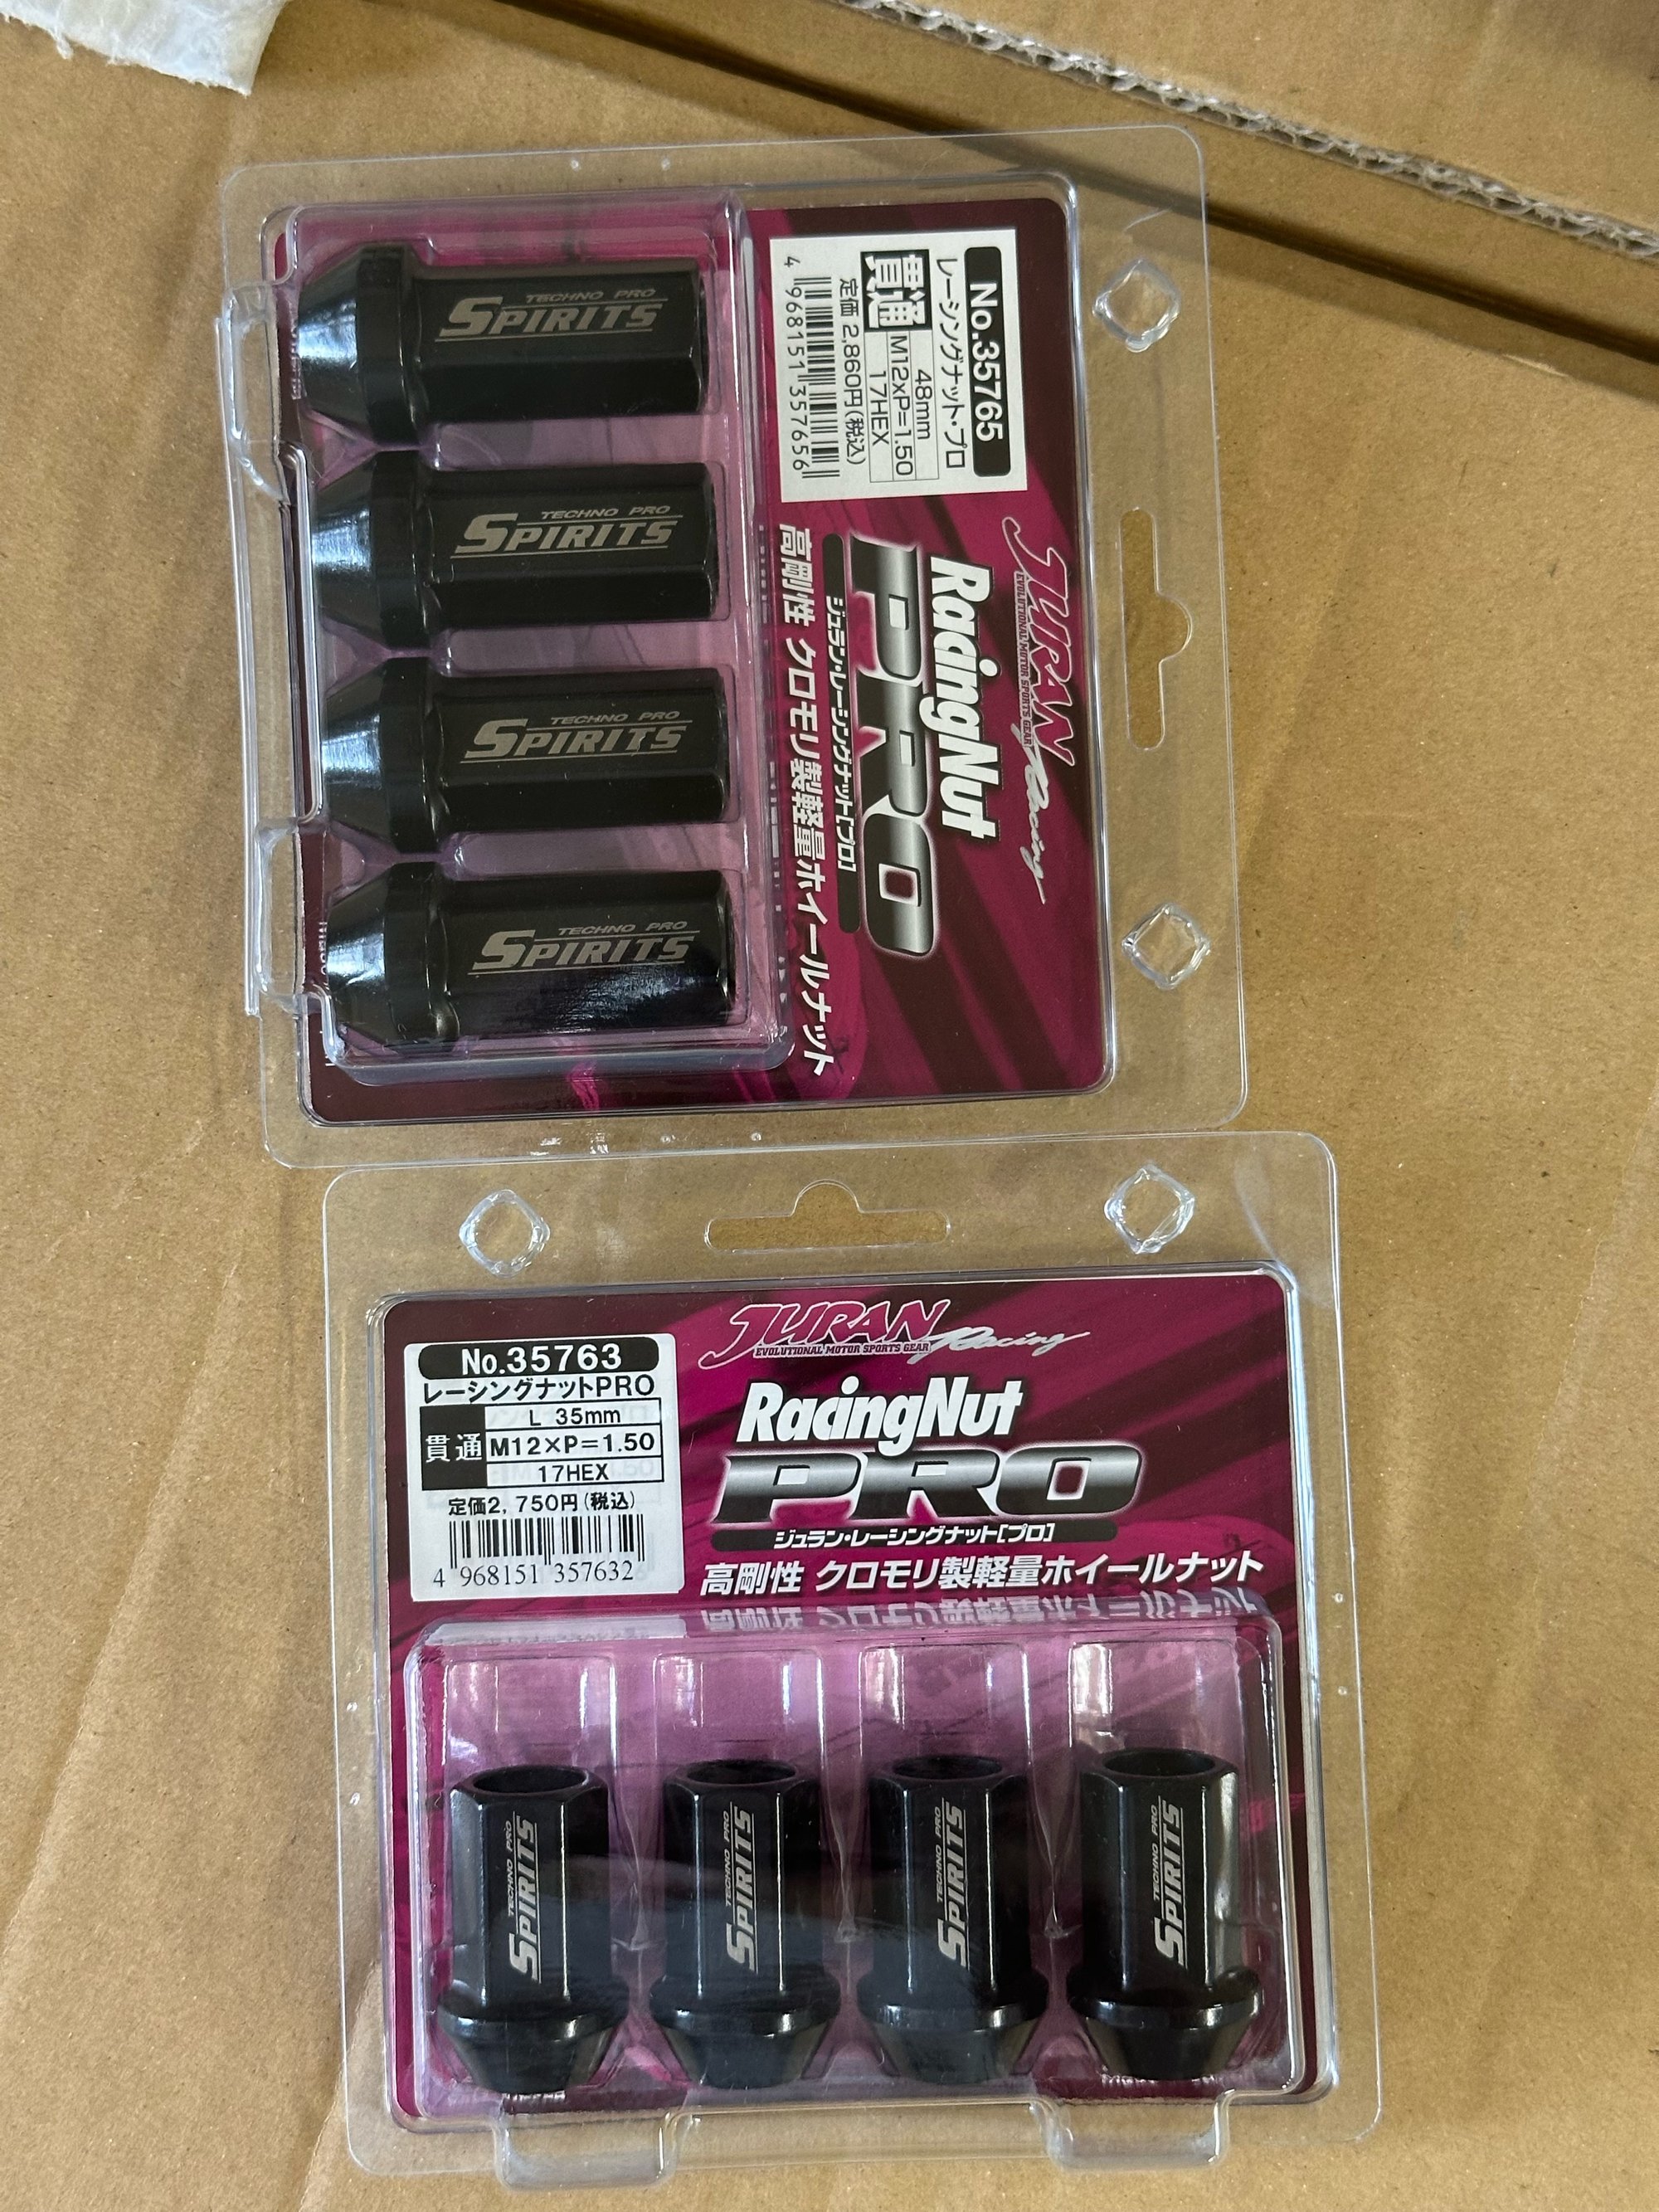 No.35765
レーシングナット・プロ
貫通
48mm
M12xP=1.50
17HEX
定価 2,860円(税込)
4 968151 357656
JURAN Racing
EVOLUTIONAL MOTOR SPORTS GEAR
RacingNut
PRO
ジュラン・レーシングナット[プロ]
高剛性 クロモリ製軽量ホイールナット
TECHNO PRO
SPIRITS
TECHNO PRO
SPIRITS
TECHNO PRO
SPIRITS
TECHNO PRO
SPIRITS
JURAN Racing
EVOLUTIONAL MOTOR SPORTS GEAR
No.35763
レーシングナットPRO
貫通
L 35mm
M12×P=1.50
17HEX
定価2,750円(税込)
4 968151 357632
RacingNut
PRO
ジュラン・レーシングナット[プロ]
高剛性 クロモリ製軽量ホイールナット
TECHNO PRO
SPIRITS
TECHNO PRO
SPIRITS
TECHNO PRO
SPIRITS
TECHNO PRO
SPIRITS